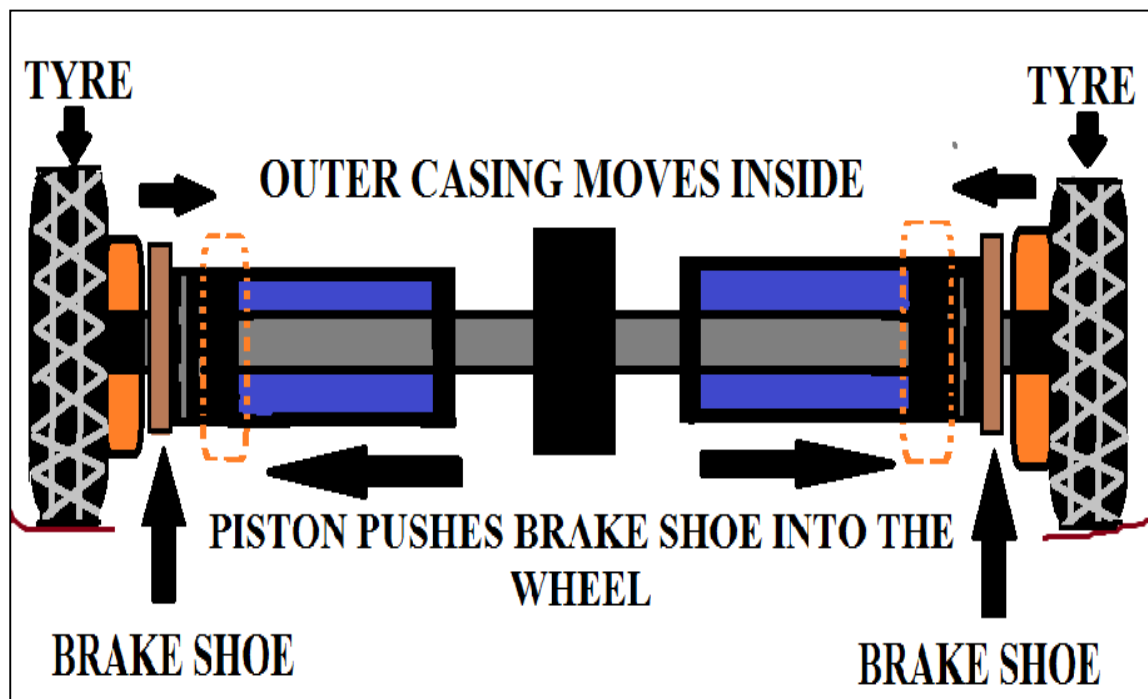 TYRE
TYRE
OUTER CASING MOVES INSIDE
PISTON PUSHES BRAKE SHOE INTO THE
WHEEL
BRAKE SHOE
BRAKE SHOE